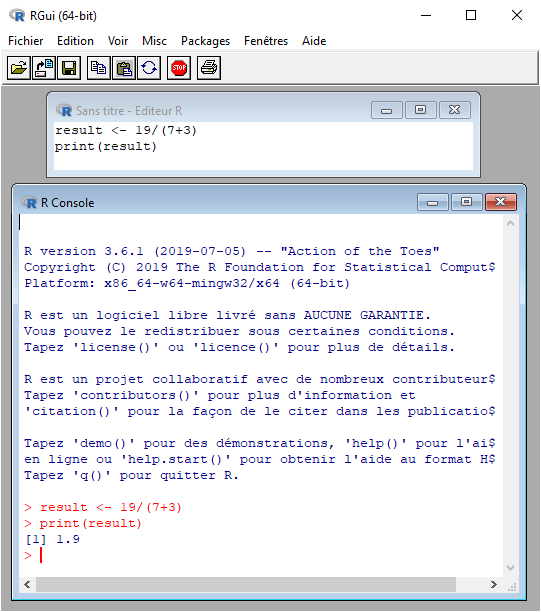 RGui (64-bit)
Fichier Edition Voir Misc Packages Fenêtres Aide
STOP
Sans titre - Editeur R
result <- 19/(7+3)
print(result)
R Console
R version 3.6.1 (2019-07-05) -- "Action of the Toes"
Copyright (C) 2019 The R Foundation for Statistical Comput$
Platform: x86_64-w64-mingw32/x64 (64-bit)
R est un logiciel libre livré sans AUCUNE GARANTIE.
Vous pouvez le redistribuer sous certaines conditions.
Tapez 'license()' ou 'licence()' pour plus de détails.
R est un projet collaboratif avec de nombreux contributeur$
Tapez 'contributors()' pour plus d'information et
'citation()' pour la façon de le citer dans les publicatio$
Tapez 'demo()' pour des démonstrations, 'help()' pour l'ai$
en ligne ou 'help.start()' pour obtenir l'aide au format H$
Tapez 'q()' pour quitter R.
> result <- 19/(7+3)
> print(result)
[1] 1.9
>